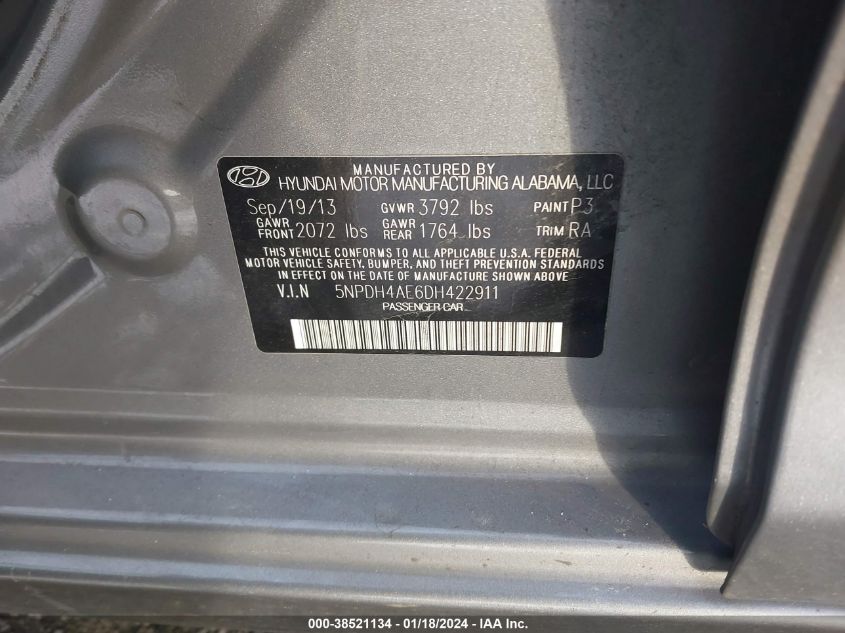 MANUFACTURED BY
HYUNDAI MOTOR MANUFACTURING ALABAMA, LLC
Sep/19/13 GVWR 3792 lbs PAINT P3
GAWR FRONT 2072 lbs GAWR REAR 1764 lbs TRIM RA
THIS VEHICLE CONFORMS TO ALL APPLICABLE U.S.A. FEDERAL
MOTOR VEHICLE SAFETY, BUMPER, AND THEFT PREVENTION STANDARDS
IN EFFECT ON THE DATE OF MANUFACTURE SHOWN ABOVE
V.I.N 5NPDH4AE6DH422911
PASSENGER CAR
000-38521134 - 01/18/2024 - IAA Inc.